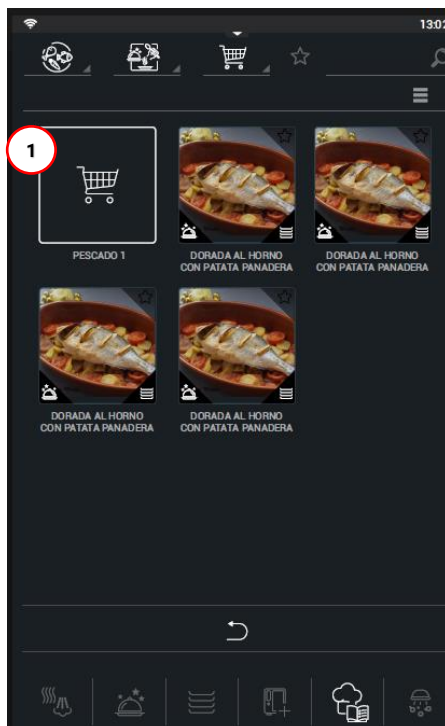 13:02
1
PESCADO 1
DORADA AL HORNO
CON PATATA PANADERA
DORADA AL HORNO
CON PATATA PANADERA
DORADA AL HORNO
CON PATATA PANADERA
DORADA AL HORNO
CON PATATA PANADERA